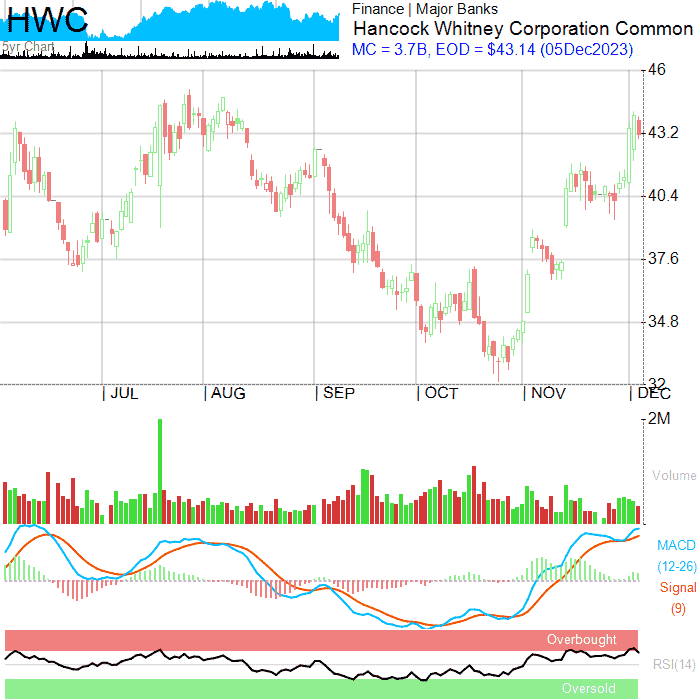 HWC
5yr Chart
Finance | Major Banks
Hancock Whitney Corporation Common
MC = 3.7B, EOD = $43.14 (05Dec2023)
46
43.2
40.4
37.6
34.8
32
JUL AUG SEP OCT NOV DEC
2M
Volume
MACD
(12-26)
Signal
(9)
Overbought
RSI(14)
Oversold